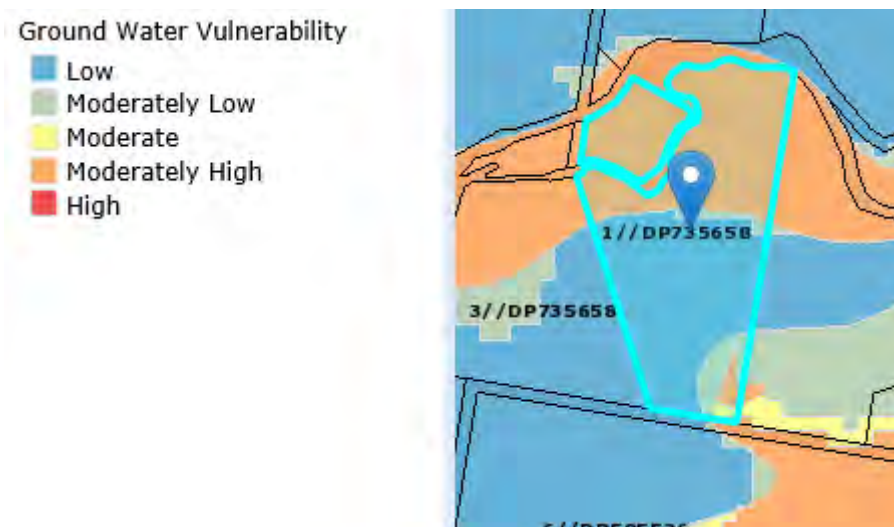 Ground Water Vulnerability
Low
Moderately Low
Moderate
Moderately High
High
1//DP735658
3//DP735658